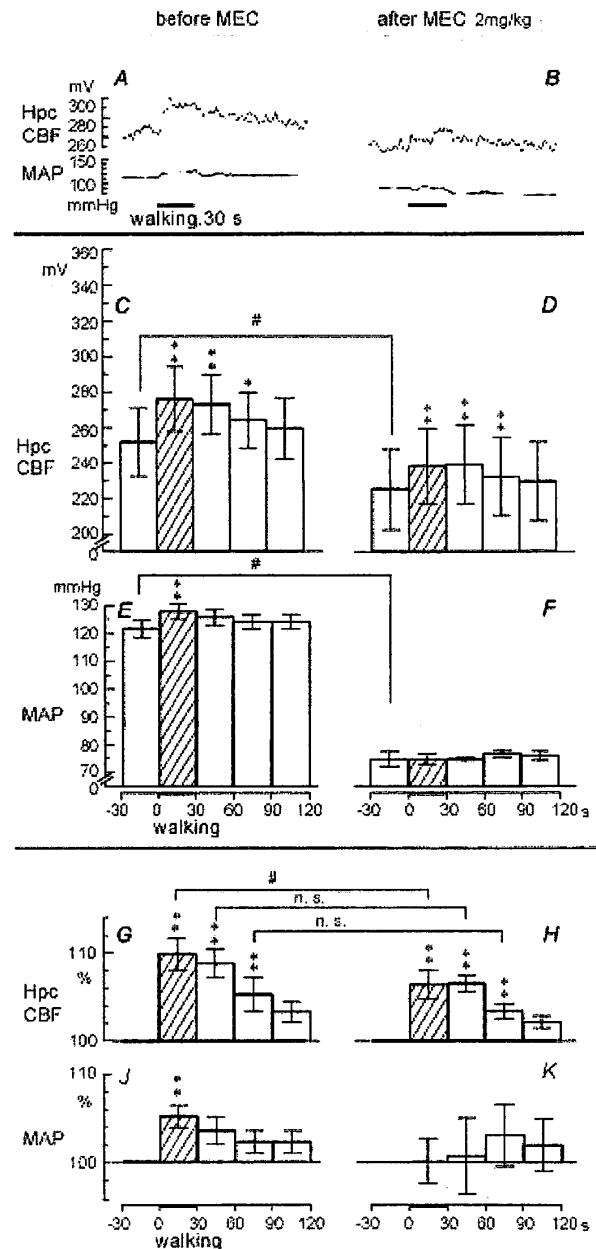 before MEC after MEC 2mg/kg
A B
mV
Hpc CBF
300
280
260
MAP
150
100
mmHg
walking.30 s
360
mV
340
C D
320
#
300
** ** *
280
** ** **
260
Hpc
CBF
240
220
200
0
mmHg
#
130
**
E F
120
110
MAP
100
90
80
70
0
-30 0 30 60 90 120 -30 0 30 60 90 120 s
walking
#
n. s.
n. s.
G H
** ** **
** ** **
110
%
Hpc
CBF
100
110
J K
%
**
MAP
100
-30 0 30 60 90 120 -30 0 30 60 90 120 s
walking